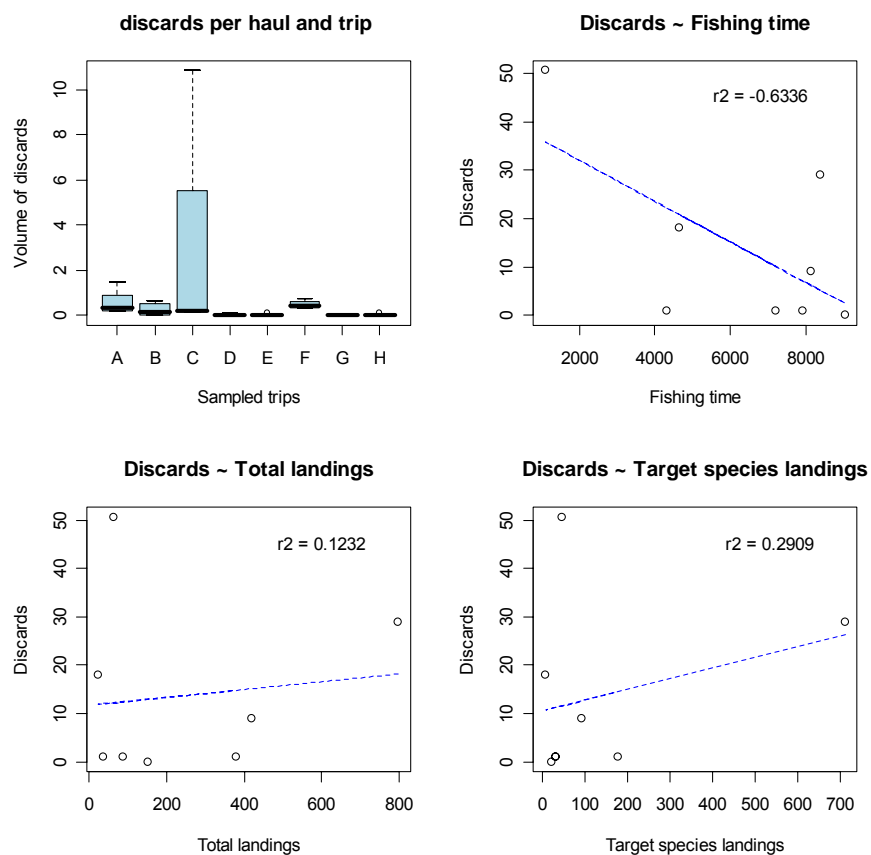 discards per haul and trip
Volume of discards
0 2 4 6 8 10
A B C D E F G H
Sampled trips
Discards ~ Fishing time
r2 = -0.6336
Discards
0 10 20 30 40 50
2000 4000 6000 8000
Fishing time
Discards ~ Total landings
r2 = 0.1232
Discards
0 10 20 30 40 50
0 200 400 600 800
Total landings
Discards ~ Target species landings
r2 = 0.2909
Discards
0 10 20 30 40 50
0 100 200 300 400 500 600 700
Target species landings